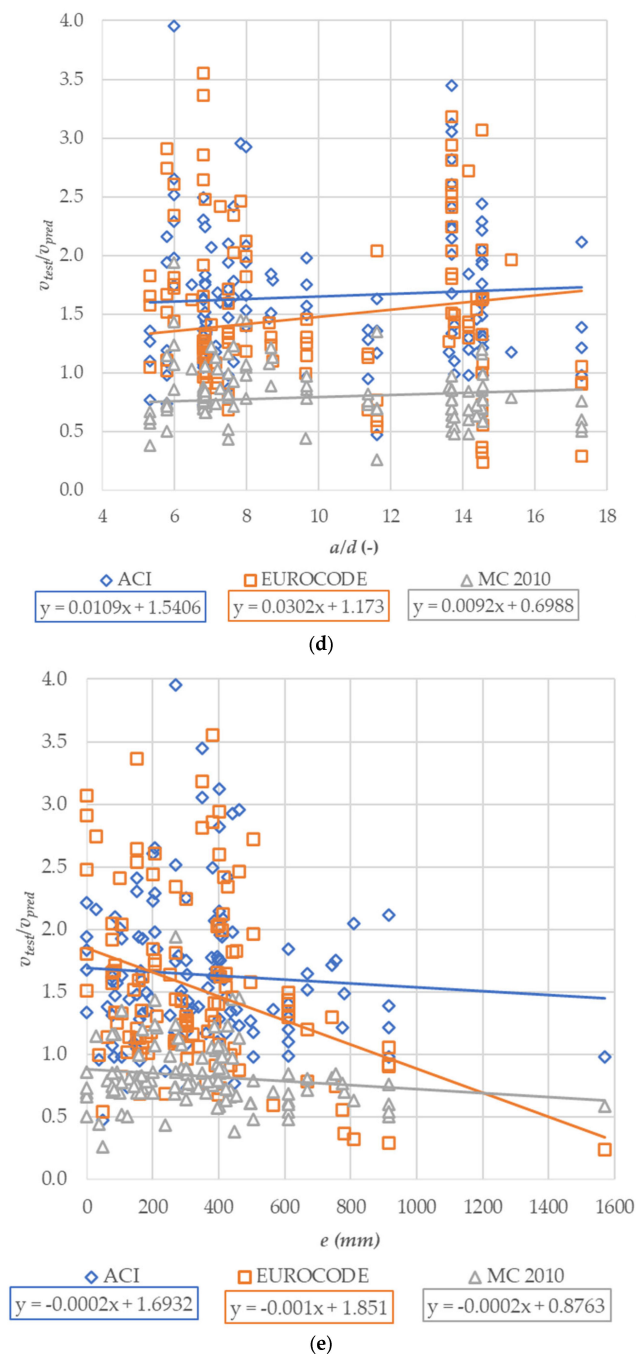 4.0
3.5
3.0
2.5
2.0
1.5
1.0
0.5
0.0
v_test/v_pred
4 6 8 10 12 14 16 18
a/d (-)
ACI EUROCODE MC 2010
y = 0.0109x + 1.5406 y = 0.0302x + 1.173 y = 0.0092x + 0.6988
(d)
4.0
3.5
3.0
2.5
2.0
1.5
1.0
0.5
0.0
v_test/v_pred
0 200 400 600 800 1000 1200 1400 1600
e (mm)
ACI EUROCODE MC 2010
y = -0.0002x + 1.6932 y = -0.001x + 1.851 y = -0.0002x + 0.8763
(e)